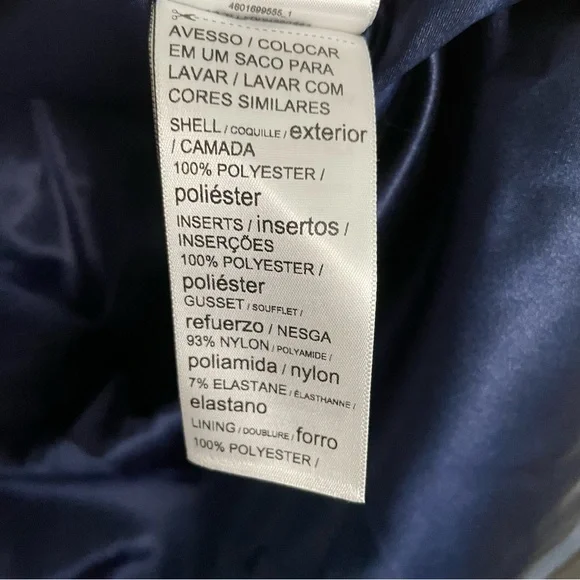 4801699555_1
AVESSO / COLOCAR
EM UM SACO PARA
LAVAR / LAVAR COM
CORES SIMILARES
SHELL / COQUILLE / exterior
/ CAMADA
100% POLYESTER /
poliéster
INSERTS / insertos /
INSERÇÕES
100% POLYESTER /
poliéster
GUSSET / SOUFFLET /
refuerzo / NESGA
93% NYLON / POLYAMIDE /
poliamida / nylon
7% ELASTANE / ÉLASTHANNE /
elastano
LINING / DOUBLURE / forro
100% POLYESTER /